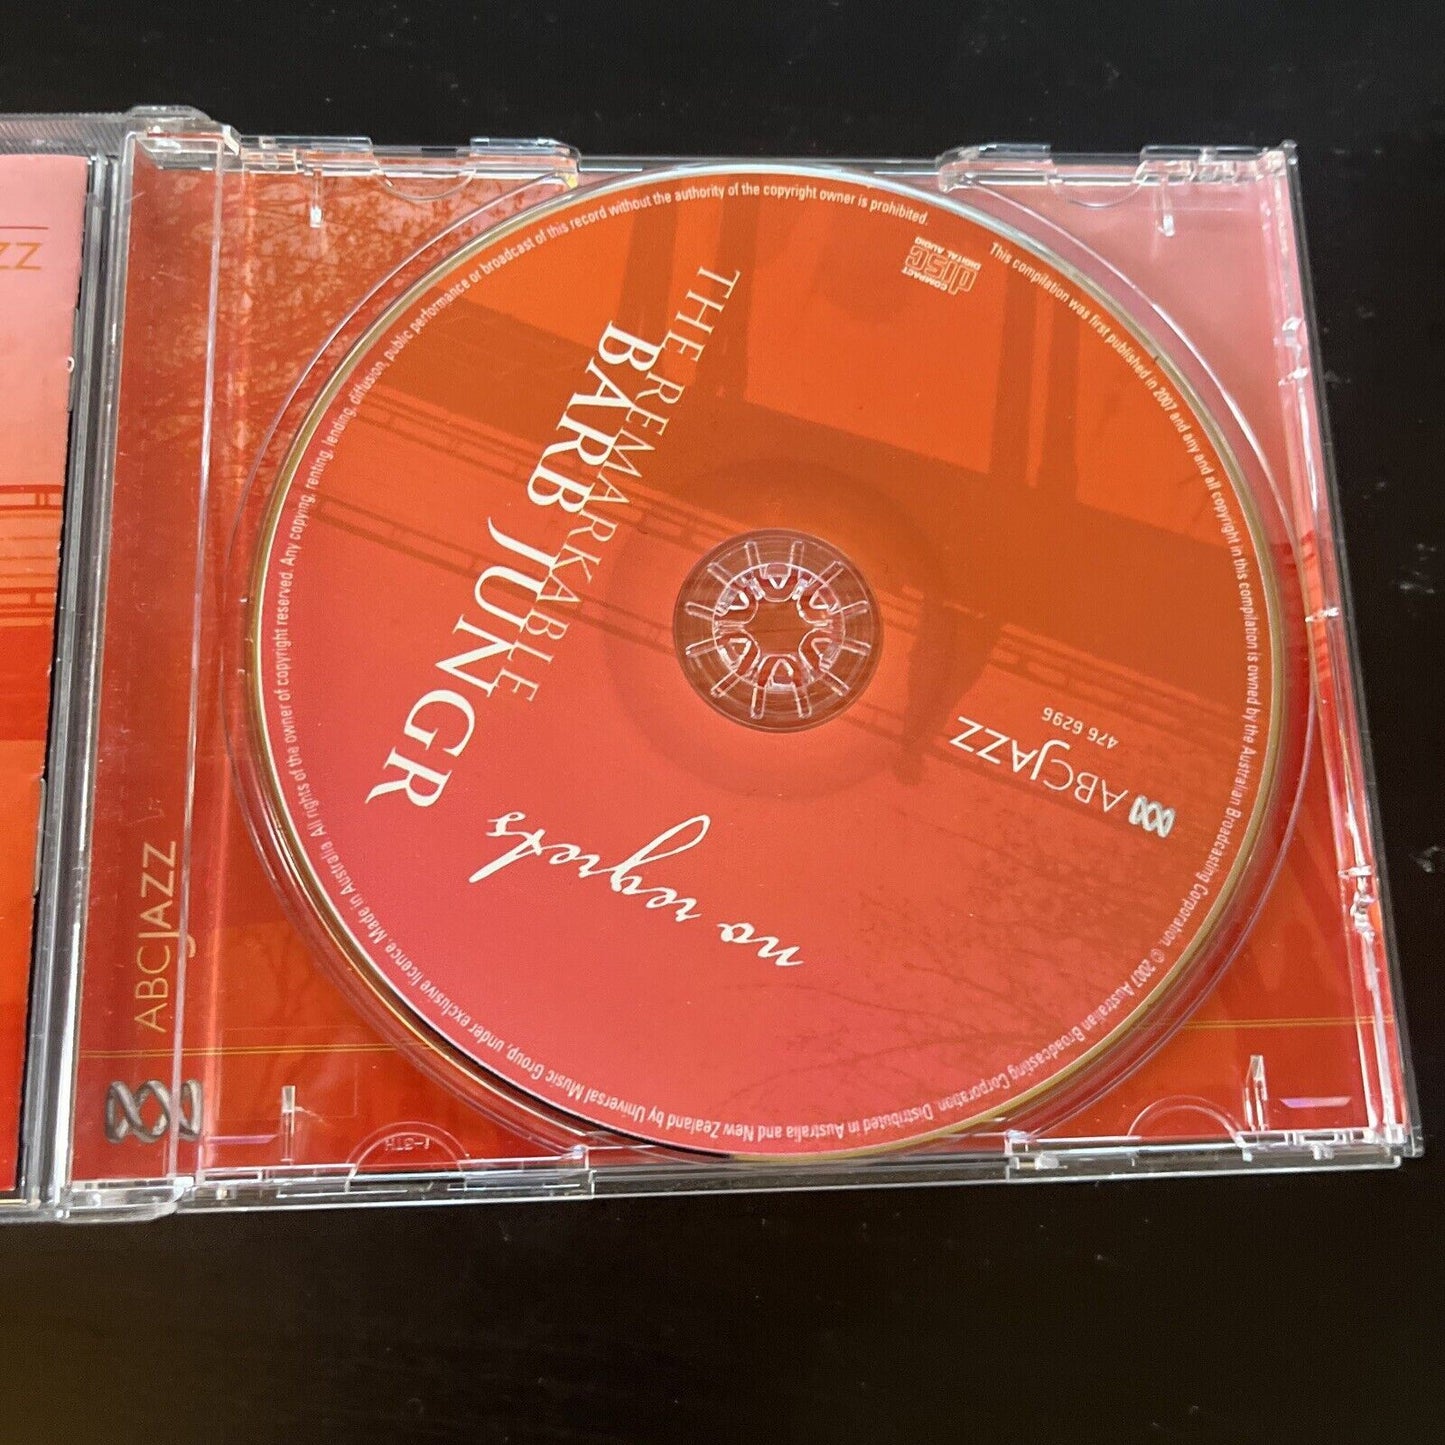 THE REMARKABLE
BARB JUNGR
no regrets
ABCJAZZ
476 6296
COMPACT
disc
DIGITAL AUDIO
This compilation was first published in 2007 and any and all copyright in this compilation is owned by the Australian Broadcasting Corporation. © 2007 Australian Broadcasting Corporation. Distributed in Australia and New Zealand by Universal Music Group, under exclusive licence. Made in Australia All rights of the owner of copyright reserved. Any copying, renting, lending, diffusion, public performance or broadcast of this record without the authority of the copyright owner is prohibited.
ABCJAZZ
ZZ